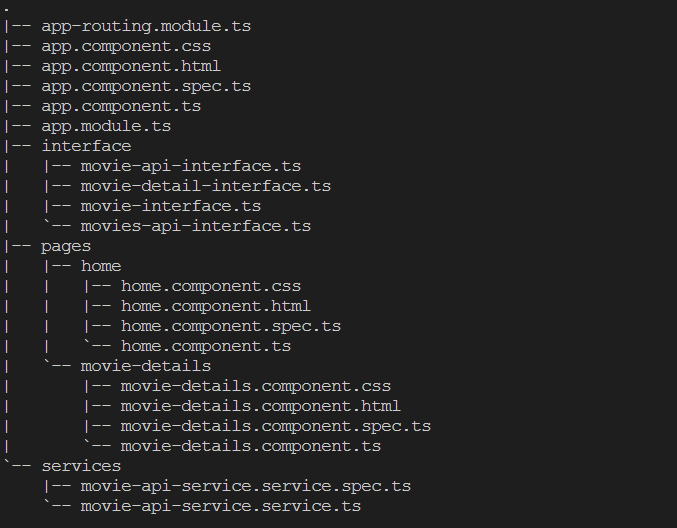 .
|-- app-routing.module.ts
|-- app.component.css
|-- app.component.html
|-- app.component.spec.ts
|-- app.component.ts
|-- app.module.ts
|-- interface
|   |-- movie-api-interface.ts
|   |-- movie-detail-interface.ts
|   |-- movie-interface.ts
|   `-- movies-api-interface.ts
|-- pages
|   |-- home
|   |   |-- home.component.css
|   |   |-- home.component.html
|   |   |-- home.component.spec.ts
|   |   `-- home.component.ts
|   `-- movie-details
|       |-- movie-details.component.css
|       |-- movie-details.component.html
|       |-- movie-details.component.spec.ts
|       `-- movie-details.component.ts
`-- services
    |-- movie-api-service.service.spec.ts
    `-- movie-api-service.service.ts